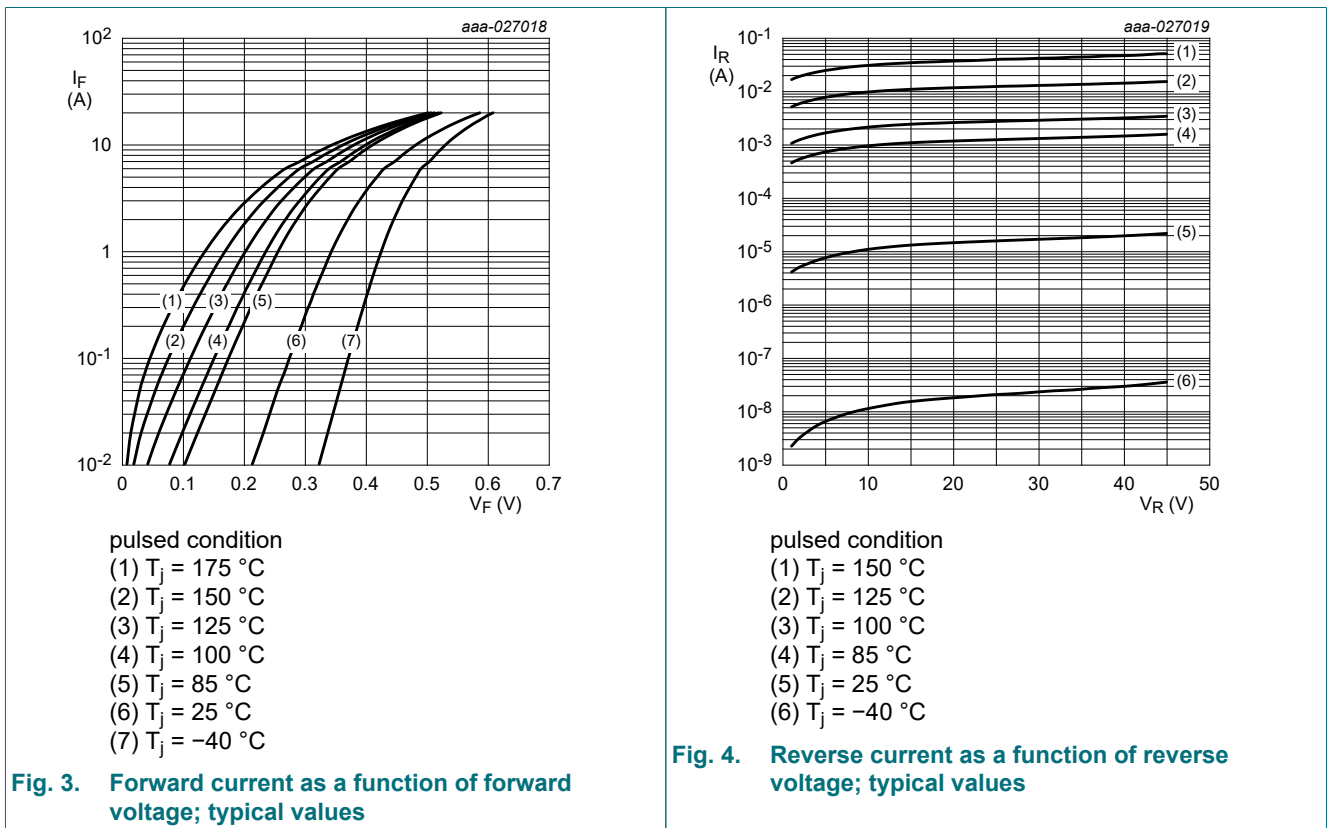 aaa-027018
10²
I_F
(A)
10
1
10⁻¹
10⁻²
(1)
(3)
(5)
(2)
(4)
(6)
(7)
0
0.1
0.2
0.3
0.4
0.5
0.6
0.7
V_F (V)
pulsed condition
(1) T_j = 175 °C
(2) T_j = 150 °C
(3) T_j = 125 °C
(4) T_j = 100 °C
(5) T_j = 85 °C
(6) T_j = 25 °C
(7) T_j = −40 °C
Fig. 3. Forward current as a function of forward
voltage; typical values
aaa-027019
10⁻¹
I_R
(A)
10⁻²
10⁻³
10⁻⁴
10⁻⁵
10⁻⁶
10⁻⁷
10⁻⁸
10⁻⁹
(1)
(2)
(3)
(4)
(5)
(6)
0
10
20
30
40
50
V_R (V)
pulsed condition
(1) T_j = 150 °C
(2) T_j = 125 °C
(3) T_j = 100 °C
(4) T_j = 85 °C
(5) T_j = 25 °C
(6) T_j = −40 °C
Fig. 4. Reverse current as a function of reverse
voltage; typical values